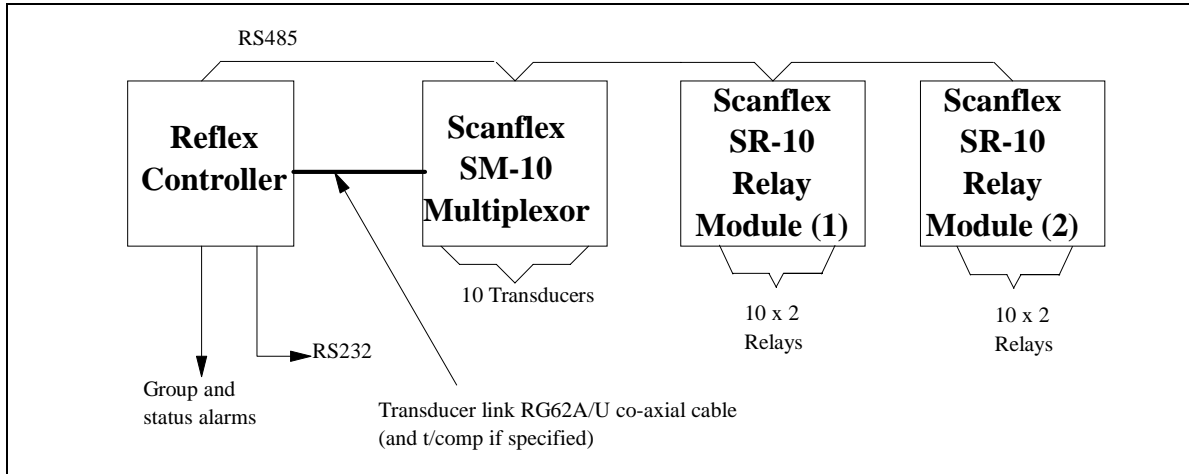 RS485
Reflex
Controller
Scanflex
SM-10
Multiplexor
Scanflex
SR-10
Relay
Module (1)
Scanflex
SR-10
Relay
Module (2)
10 Transducers
10 x 2
Relays
10 x 2
Relays
RS232
Group and
status alarms
Transducer link RG62A/U co-axial cable
(and t/comp if specified)